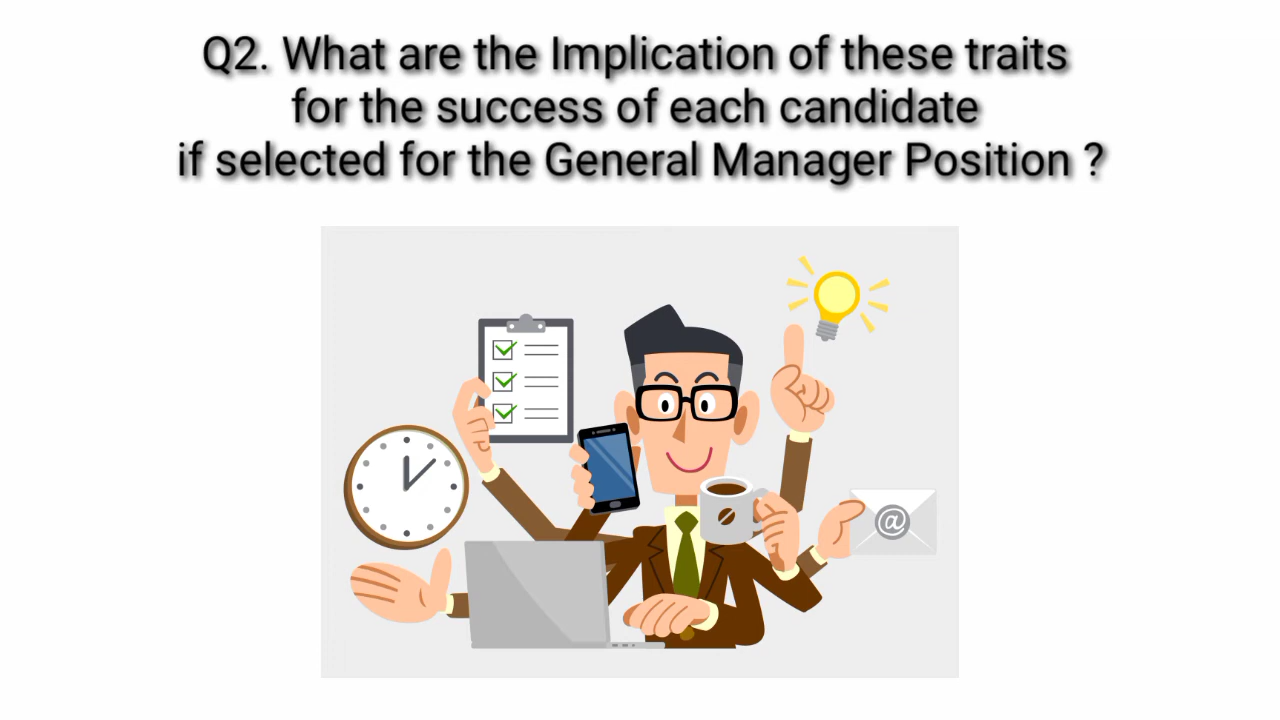 Q2. What are the Implication of these traits
for the success of each candidate
if selected for the General Manager Position ?
@